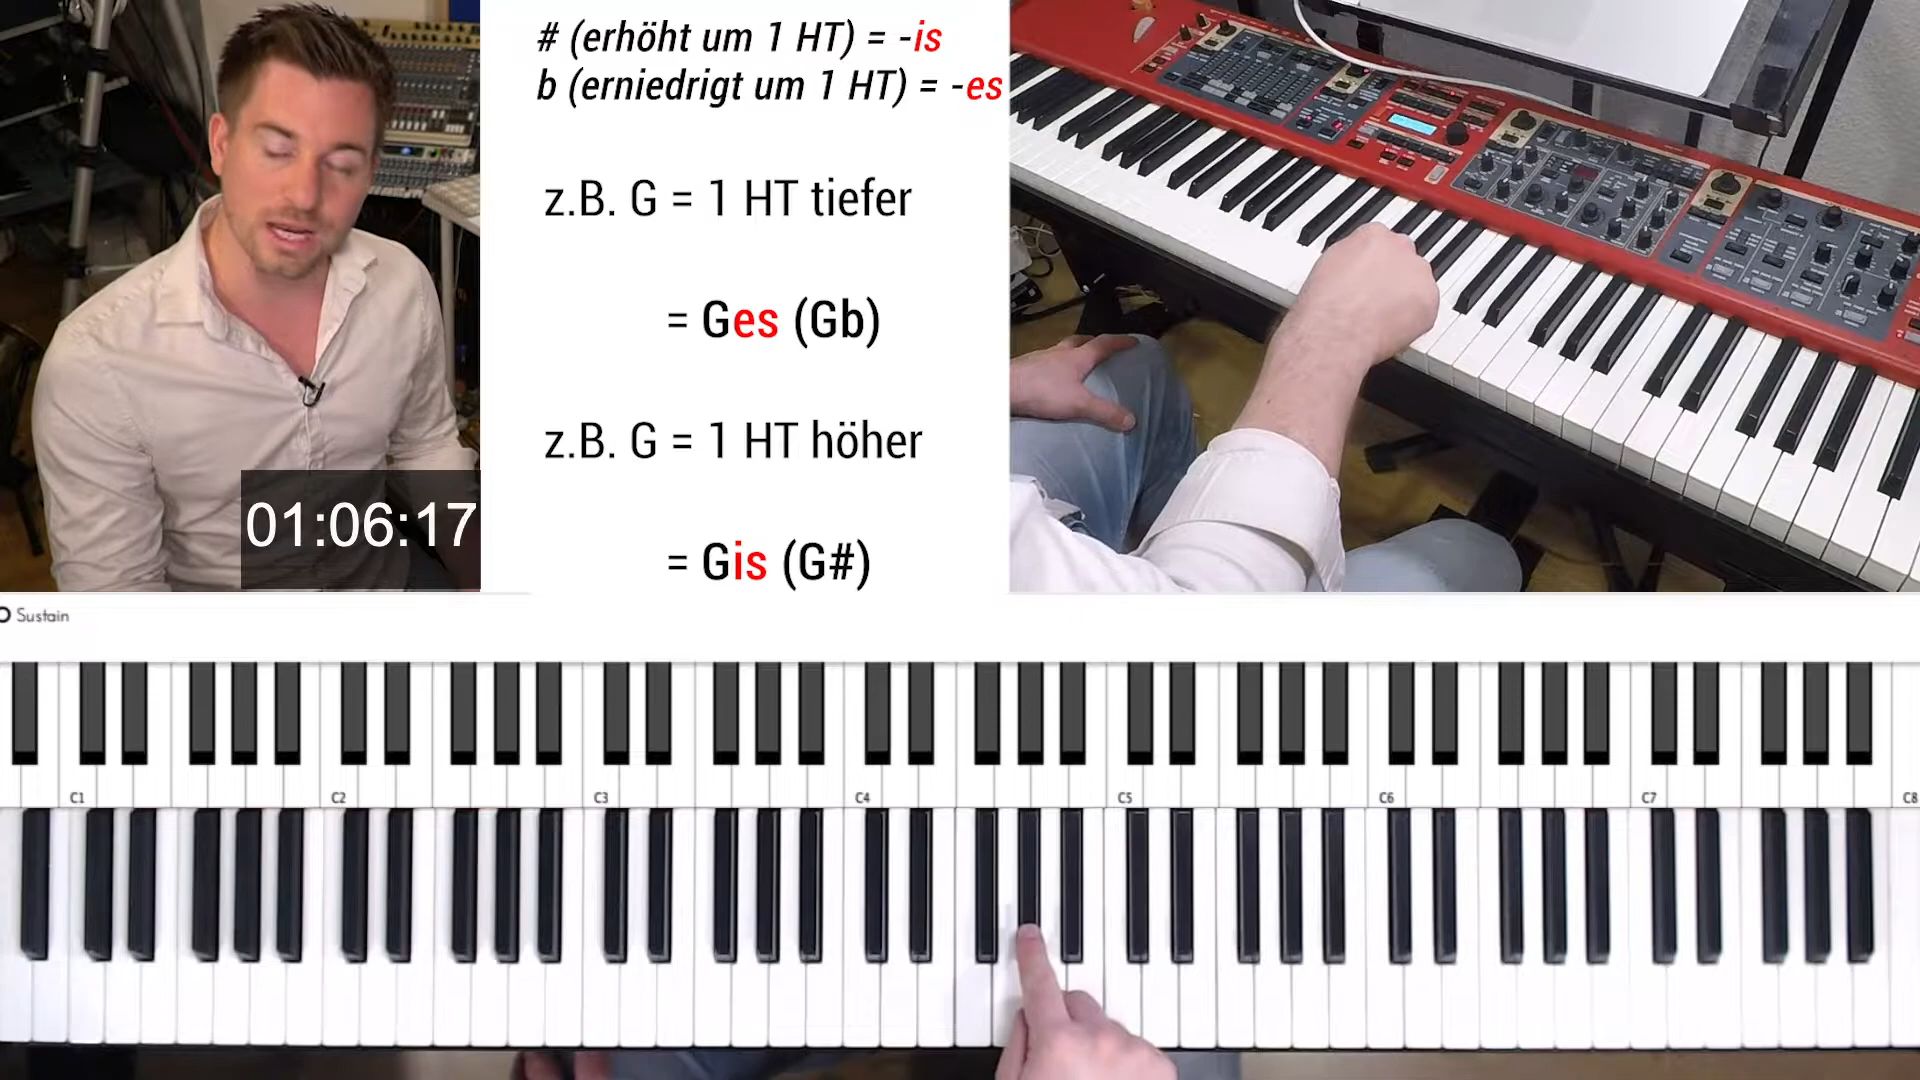 # (erhöht um 1 HT) = -is
b (erniedrigt um 1 HT) = -es
z.B. G = 1 HT tiefer
= Ges (Gb)
z.B. G = 1 HT höher
= Gis (G#)
01:06:17
Sustain
C1 C2 C3 C4 C5 C6 C7 C8